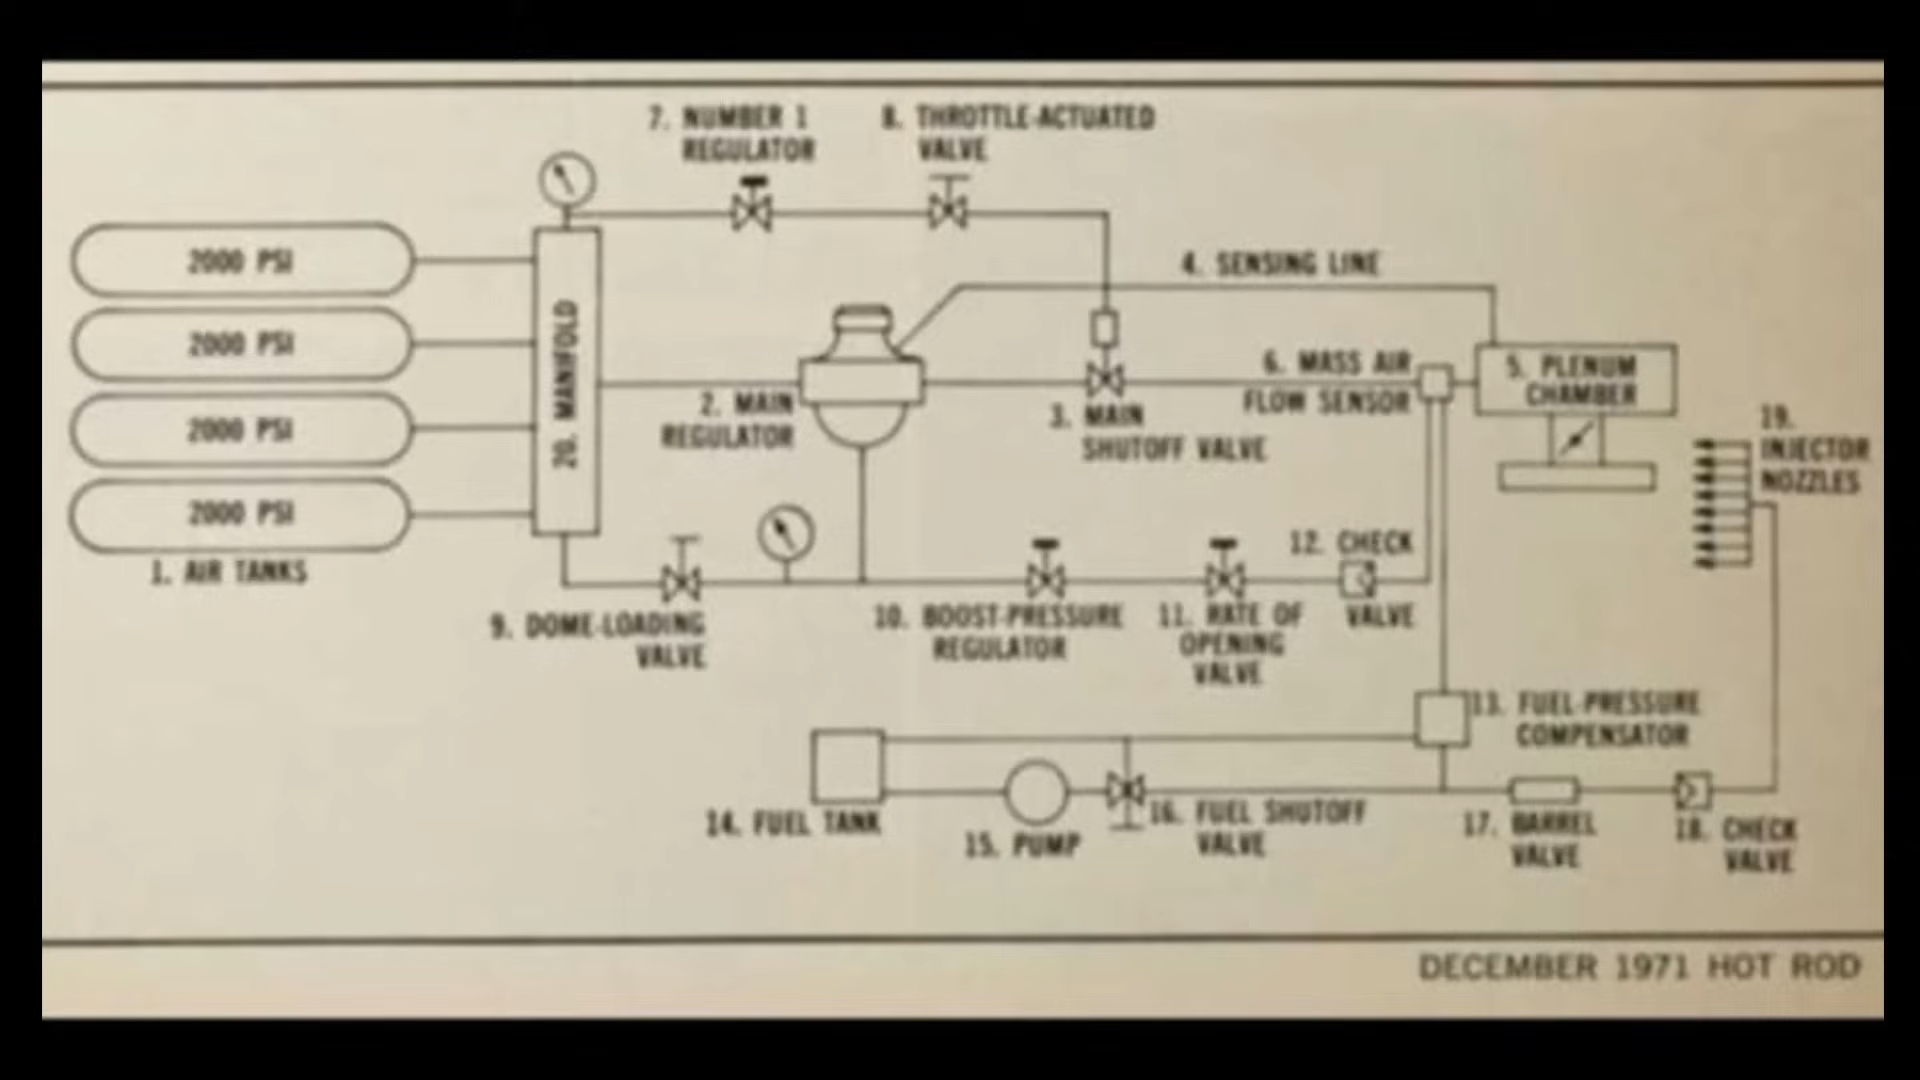 7. NUMBER 1
REGULATOR
8. THROTTLE-ACTUATED
VALVE
2000 PSI
2000 PSI
2000 PSI
2000 PSI
1. AIR TANKS
20. MANIFOLD
4. SENSING LINE
2. MAIN
REGULATOR
3. MAIN
SHUTOFF VALVE
6. MASS AIR
FLOW SENSOR
5. PLENUM
CHAMBER
19.
INJECTOR
NOZZLES
9. DOME-LOADING
VALVE
10. BOOST-PRESSURE
REGULATOR
11. RATE OF
OPENING
VALVE
12. CHECK
VALVE
13. FUEL-PRESSURE
COMPENSATOR
14. FUEL TANK
15. PUMP
16. FUEL SHUTOFF
VALVE
17. BARREL
VALVE
18. CHECK
VALVE
DECEMBER 1971 HOT ROD